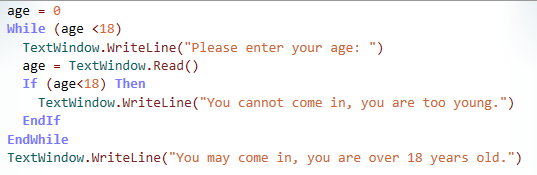 age = 0
While (age <18)
  TextWindow.WriteLine("Please enter your age: ")
  age = TextWindow.Read()
  If (age<18) Then
    TextWindow.WriteLine("You cannot come in, you are too young.")
  EndIf
EndWhile
TextWindow.WriteLine("You may come in, you are over 18 years old.")